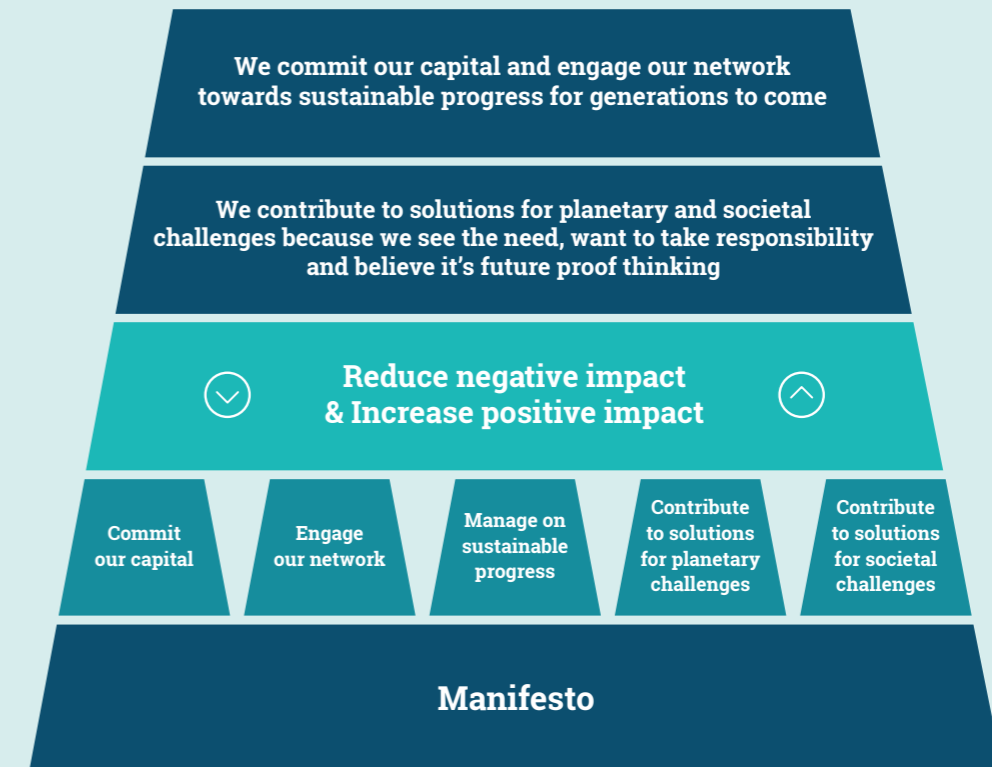 We commit our capital and engage our network
towards sustainable progress for generations to come
We contribute to solutions for planetary and societal
challenges because we see the need, want to take responsibility
and believe it's future proof thinking
Reduce negative impact
& Increase positive impact
Commit
our capital
Engage
our network
Manage on
sustainable
progress
Contribute
to solutions
for planetary
challenges
Contribute
to solutions
for societal
challenges
Manifesto